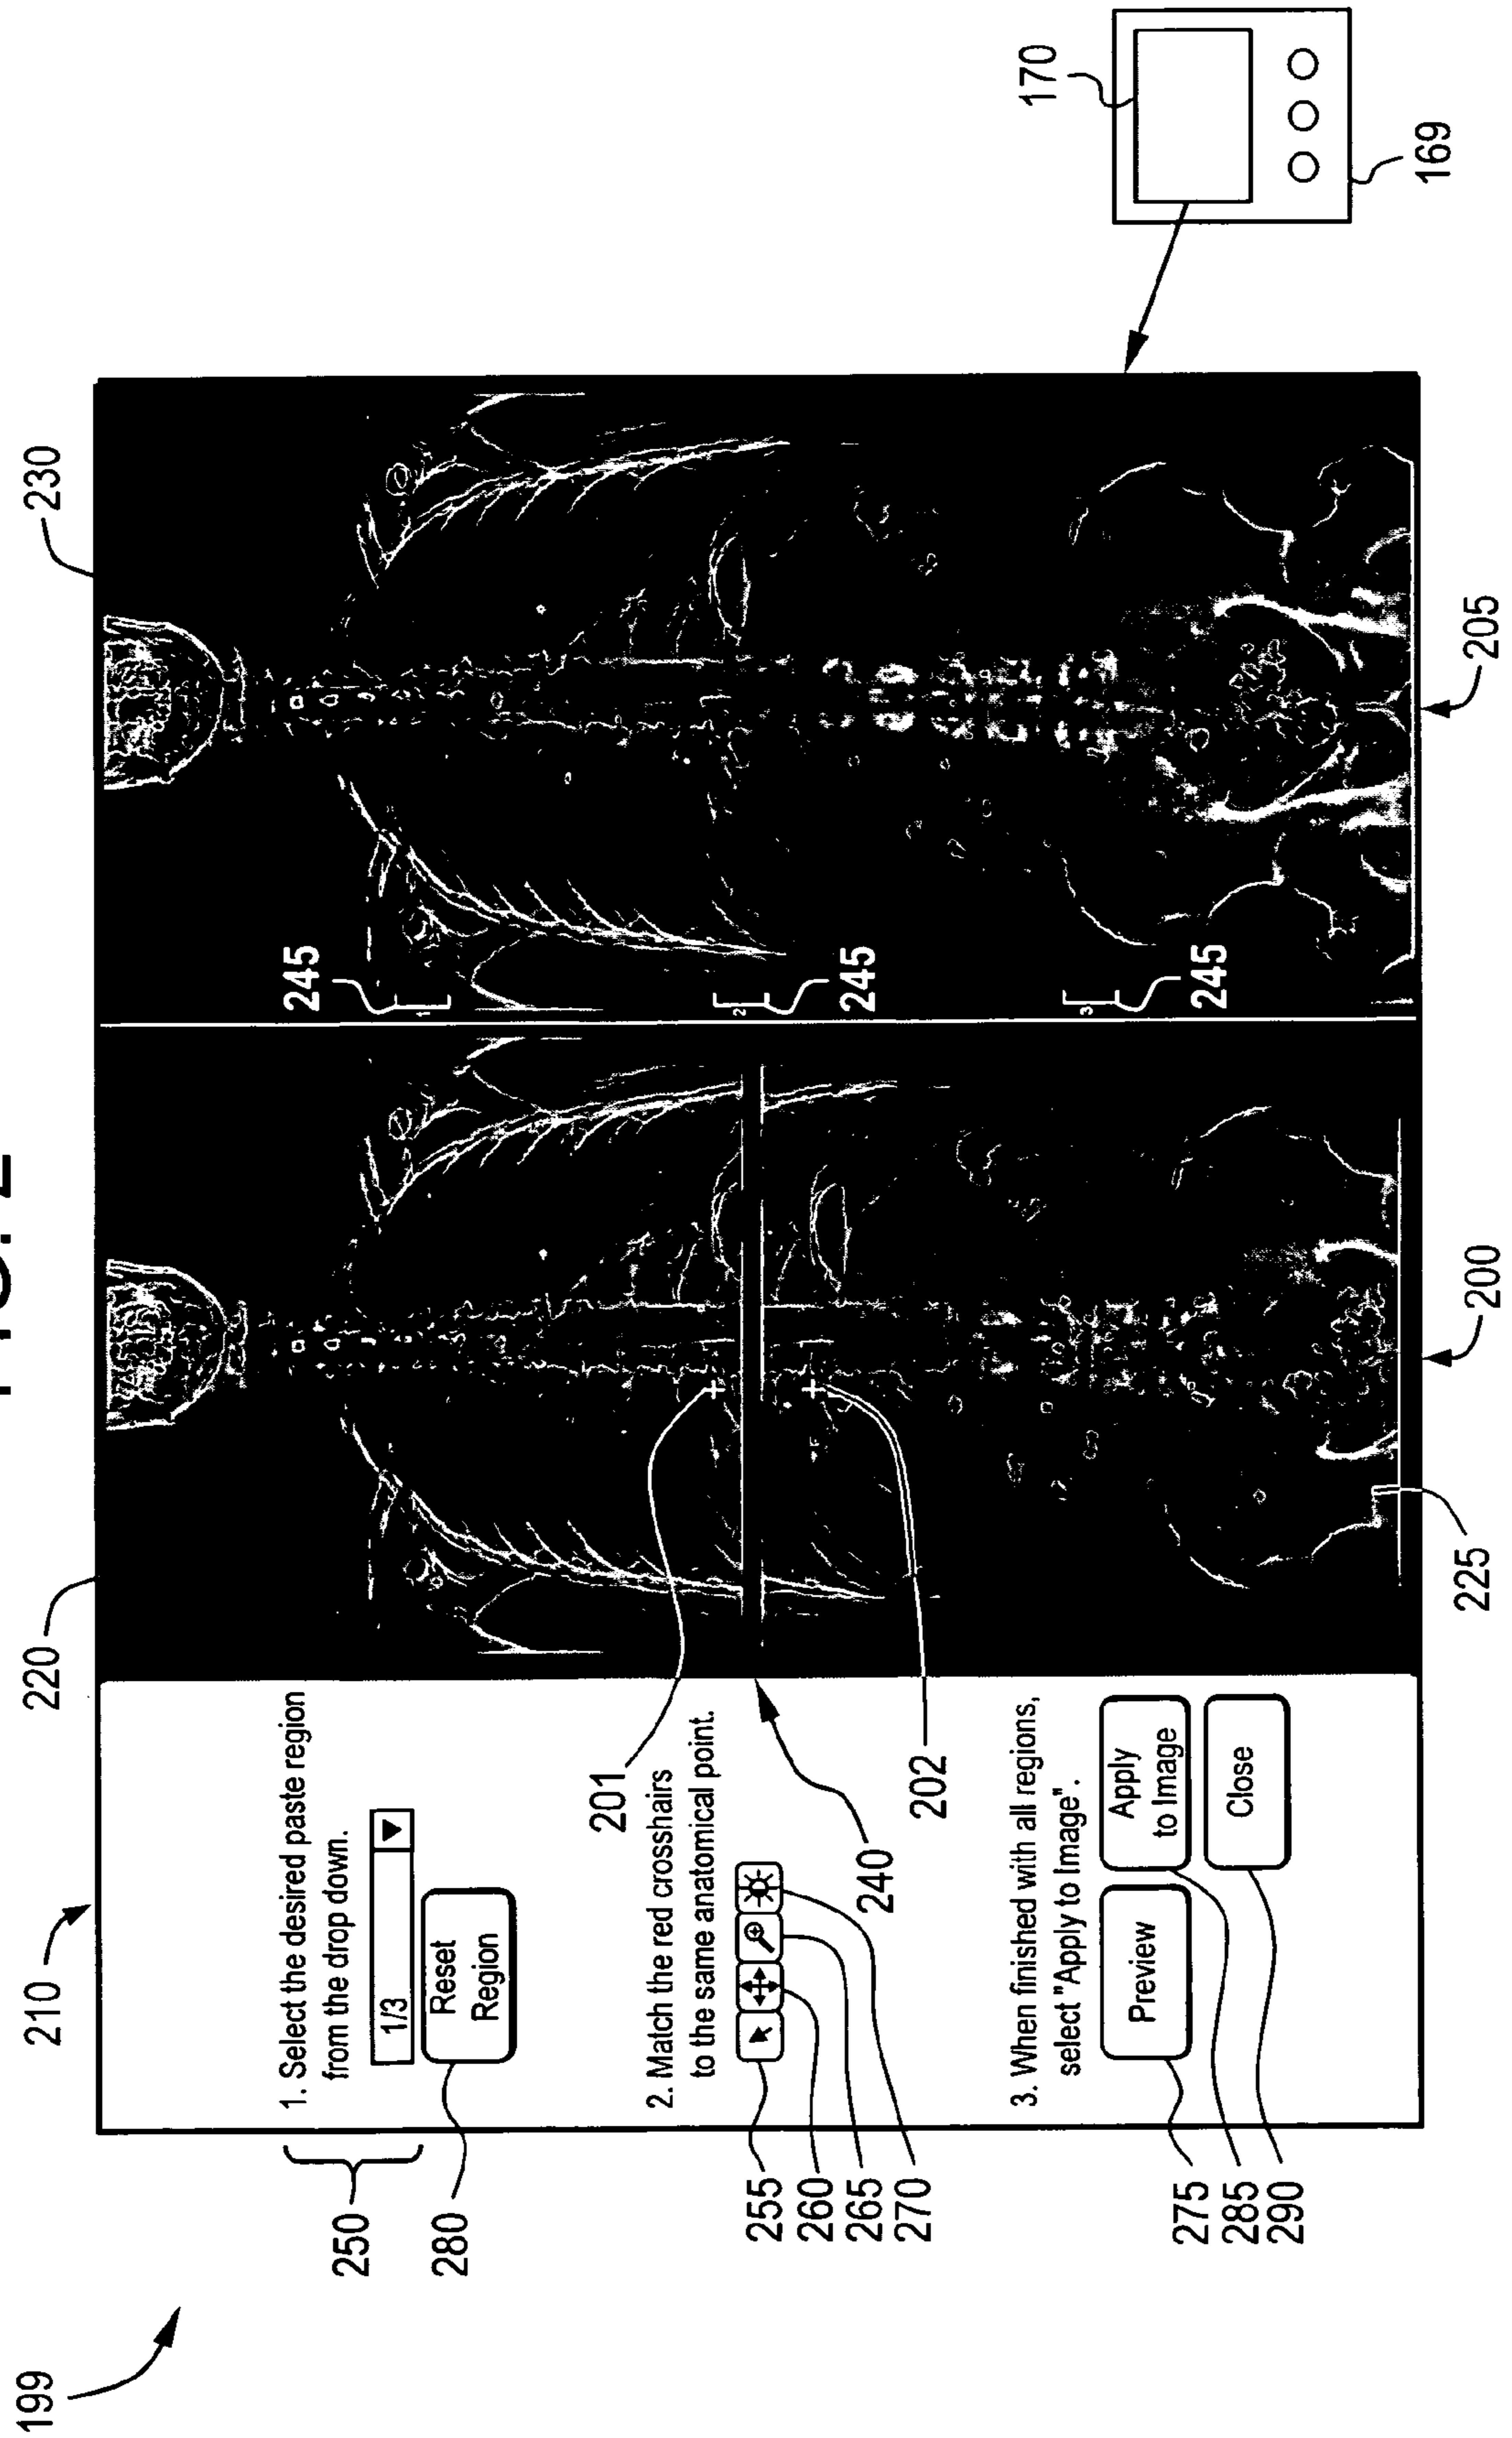 199
210
220
230
250
1. Select the desired paste region
from the drop down.
1/3
280
Reset
Region
245
1
201
2. Match the red crosshairs
to the same anatomical point.
255
260
265
270
240
202
2
245
3. When finished with all regions,
select "Apply to Image".
Preview
Apply
to Image
Close
275
285
290
3
245
225
200
205
170
169